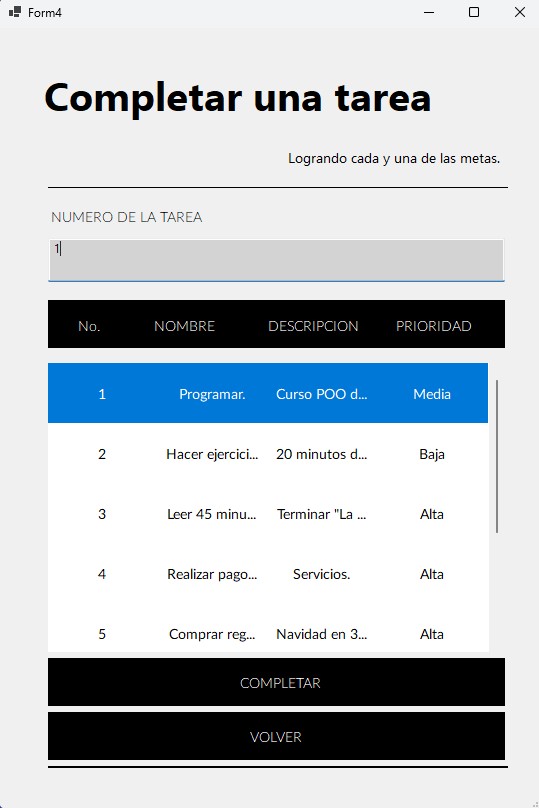 Form4
Completar una tarea
Logrando cada y una de las metas.
NUMERO DE LA TAREA
1
No. NOMBRE DESCRIPCION PRIORIDAD
1 Programar. Curso POO d... Media
2 Hacer ejercici... 20 minutos d... Baja
3 Leer 45 minu... Terminar "La ... Alta
4 Realizar pago... Servicios. Alta
5 Comprar reg... Navidad en 3... Alta
COMPLETAR
VOLVER